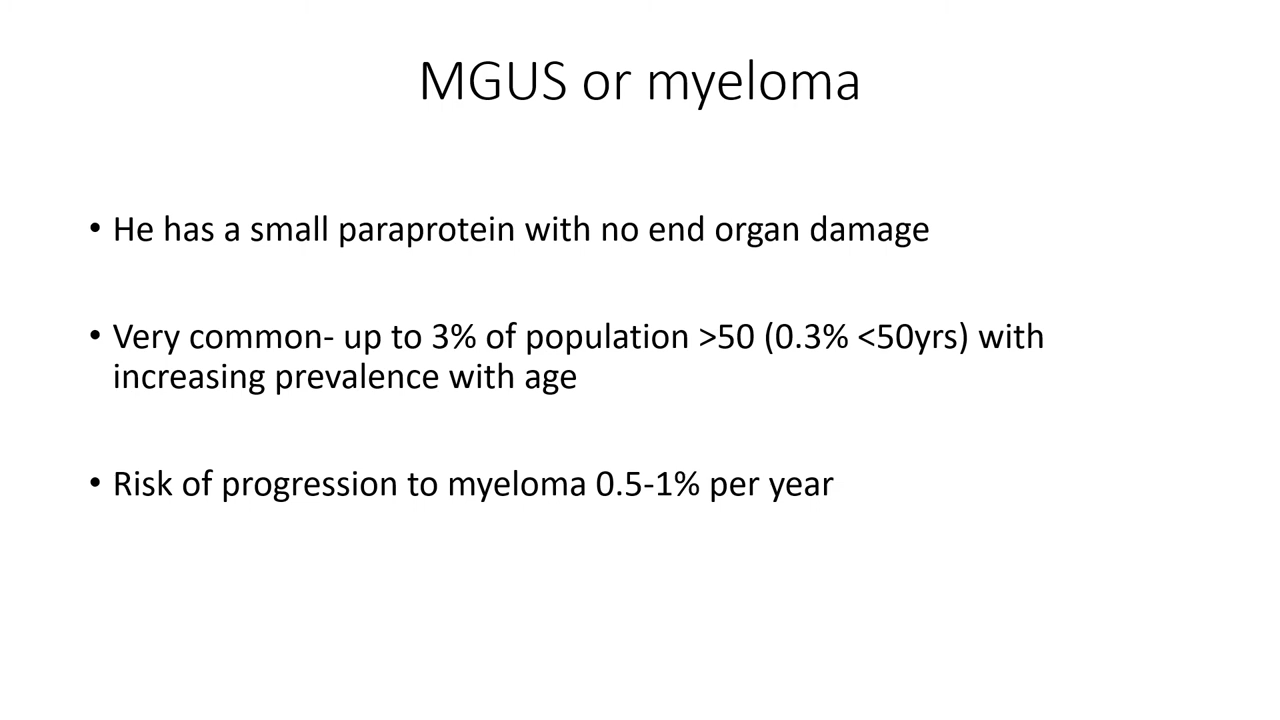 MGUS or myeloma
• He has a small paraprotein with no end organ damage
• Very common- up to 3% of population >50 (0.3% <50yrs) with
increasing prevalence with age
• Risk of progression to myeloma 0.5-1% per year